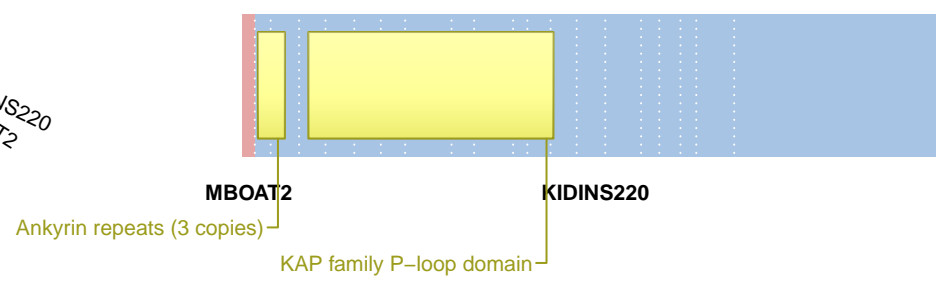 MBOAT2
KIDINS220
Ankyrin repeats (3 copies)
KAP family P−loop domain